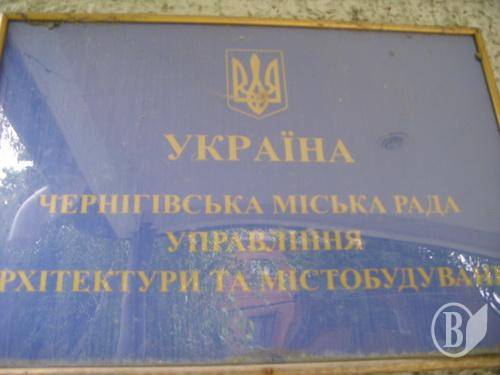 УКРАЇНА
ЧЕРНІГІВСЬКА МІСЬКА РАДА
УПРАВЛІННЯ
РХІТЕКТУРИ ТА МІСТОБУДУВАН
В